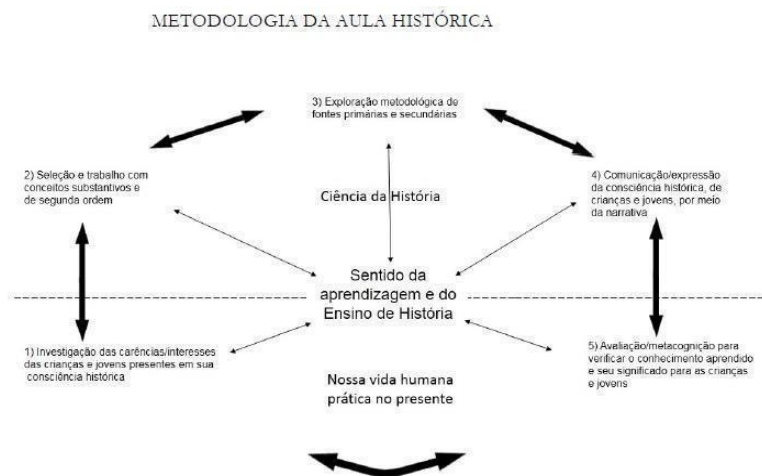 METODOLOGIA DA AULA HISTÓRICA
3) Exploração metodológica de
fontes primárias e secundárias
2) Seleção e trabalho com
conceitos substantivos e
de segunda ordem
Ciência da História
4) Comunicação/expressão
da consciência histórica, de
crianças e jovens, por meio
da narrativa
Sentido da
aprendizagem e do
Ensino de História
1) Investigação das carências/interesses
das crianças e jovens presentes em sua
consciência histórica
5) Avaliação/metacognição para
verificar o conhecimento aprendido
e seu significado para as crianças
e jovens
Nossa vida humana
prática no presente